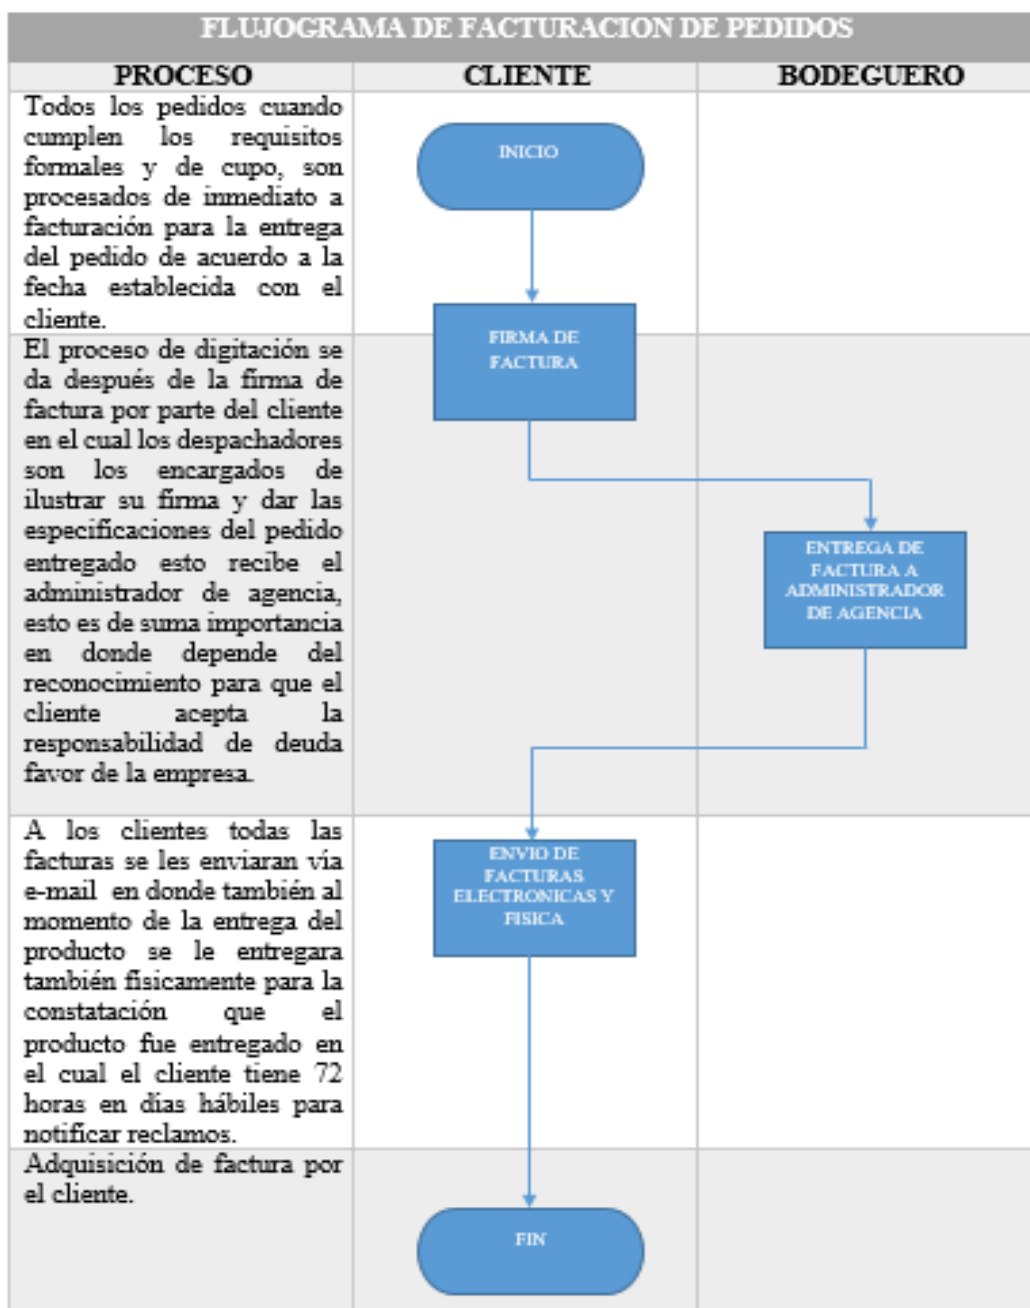 FLUJOGRAMA DE FACTURACION DE PEDIDOS
PROCESO
CLIENTE
BODEGUERO
Todos los pedidos cuando
cumplen los requisitos
formales y de cupo, son
procesados de inmediato a
facturación para la entrega
del pedido de acuerdo a la
fecha establecida con el
cliente.
INICIO
FIRMA DE
FACTURA
El proceso de digitación se
da después de la firma de
factura por parte del cliente
en el cual los despachadores
son los encargados de
ilustrar su firma y dar las
especificaciones del pedido
entregado esto recibe el
administrador de agencia,
esto es de suma importancia
en donde depende del
reconocimiento para que el
cliente acepta la
responsabilidad de deuda
favor de la empresa.
ENTREGA DE
FACTURA A
ADMINISTRADOR
DE AGENCIA
A los clientes todas las
facturas se les enviaran vía
e-mail en donde también al
momento de la entrega del
producto se le entregara
también físicamente para la
constatación que el
producto fue entregado en
el cual el cliente tiene 72
horas en días hábiles para
notificar reclamos.
ENVIO DE
FACTURAS
ELECTRONICAS Y
FISICA
Adquisición de factura por
el cliente.
FIN